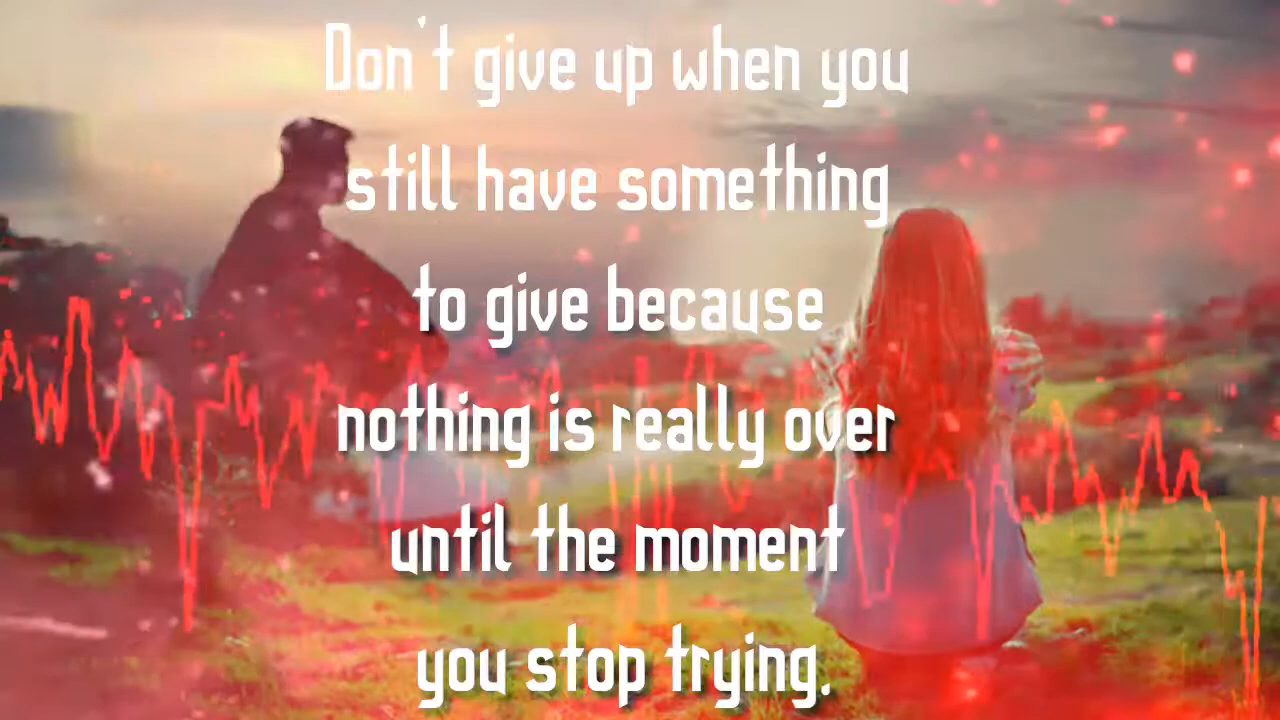 Don't give up when you
still have something
to give because
nothing is really over
until the moment
you stop trying.